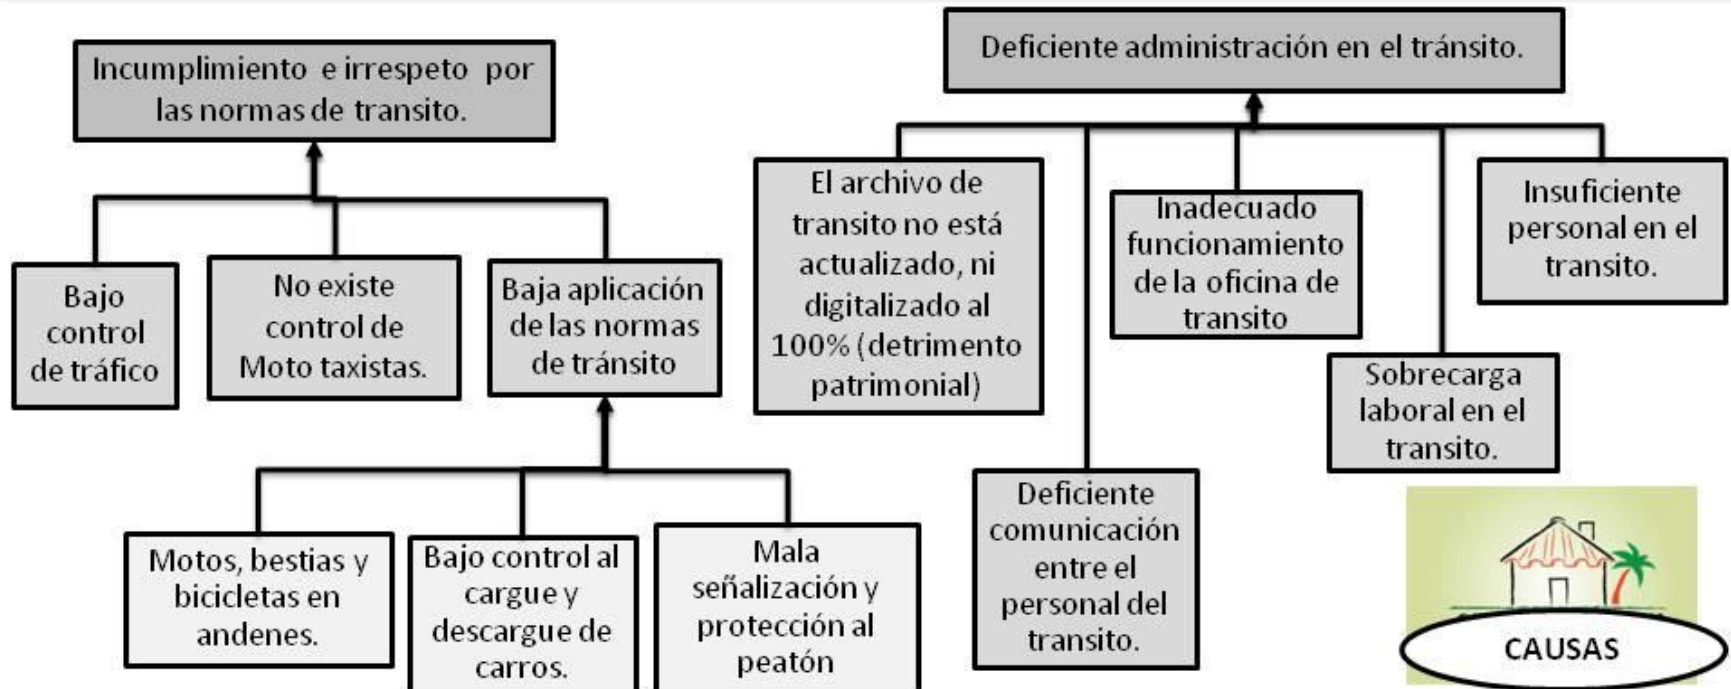 Incumplimiento e irrespeto por
las normas de transito.
Bajo
control
de tráfico
No existe
control de
Moto taxistas.
Baja aplicación
de las normas
de tránsito
Motos, bestias y
bicicletas en
andenes.
Bajo control al
cargue y
descargue de
carros.
Mala
señalización y
protección al
peatón
Deficiente administración en el tránsito.
El archivo de
transito no está
actualizado, ni
digitalizado al
100% (detrimento
patrimonial)
Deficiente
comunicación
entre el
personal del
transito.
Inadecuado
funcionamiento
de la oficina de
transito
Sobrecarga
laboral en el
transito.
Insuficiente
personal en el
transito.
CAUSAS